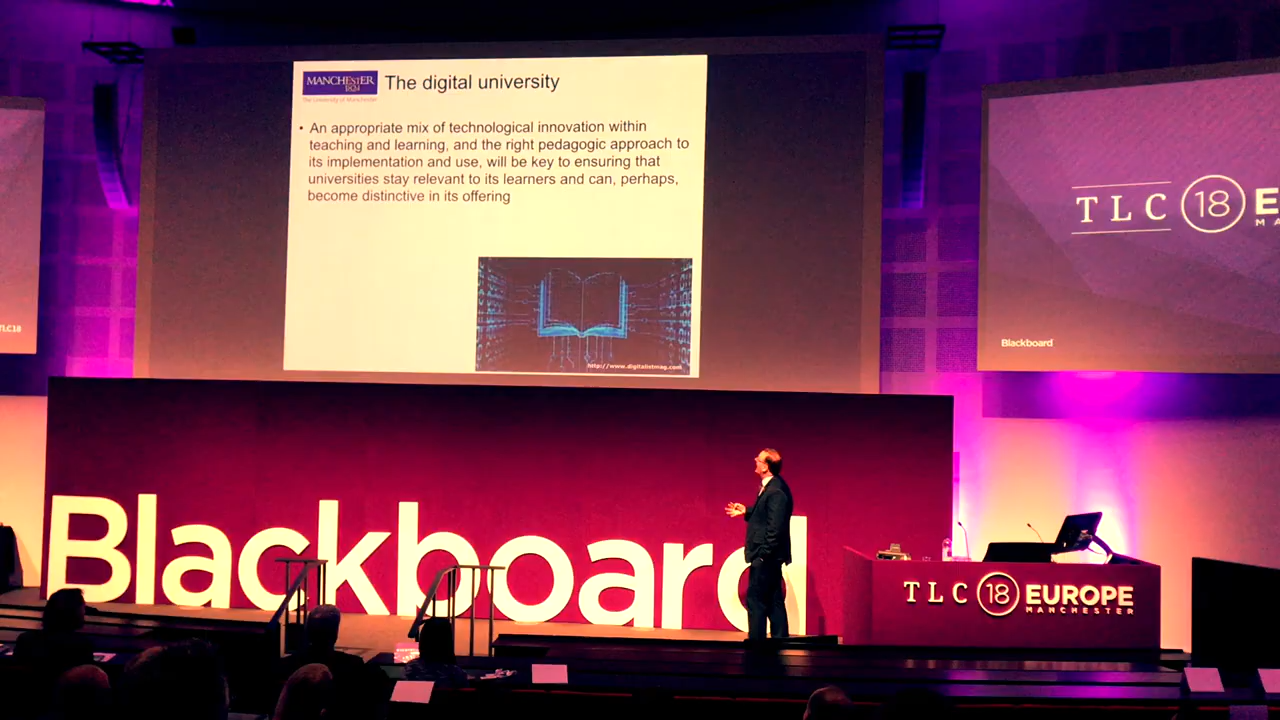 MANCHESTER
1824
The University of Manchester
The digital university
• An appropriate mix of technological innovation within
teaching and learning, and the right pedagogic approach to
its implementation and use, will be key to ensuring that
universities stay relevant to its learners and can, perhaps,
become distinctive in its offering
http://www.digitalistmag.com
TLC18
TLC 18 E
MA
Blackboard
Blackboard
TLC 18 EUROPE
MANCHESTER